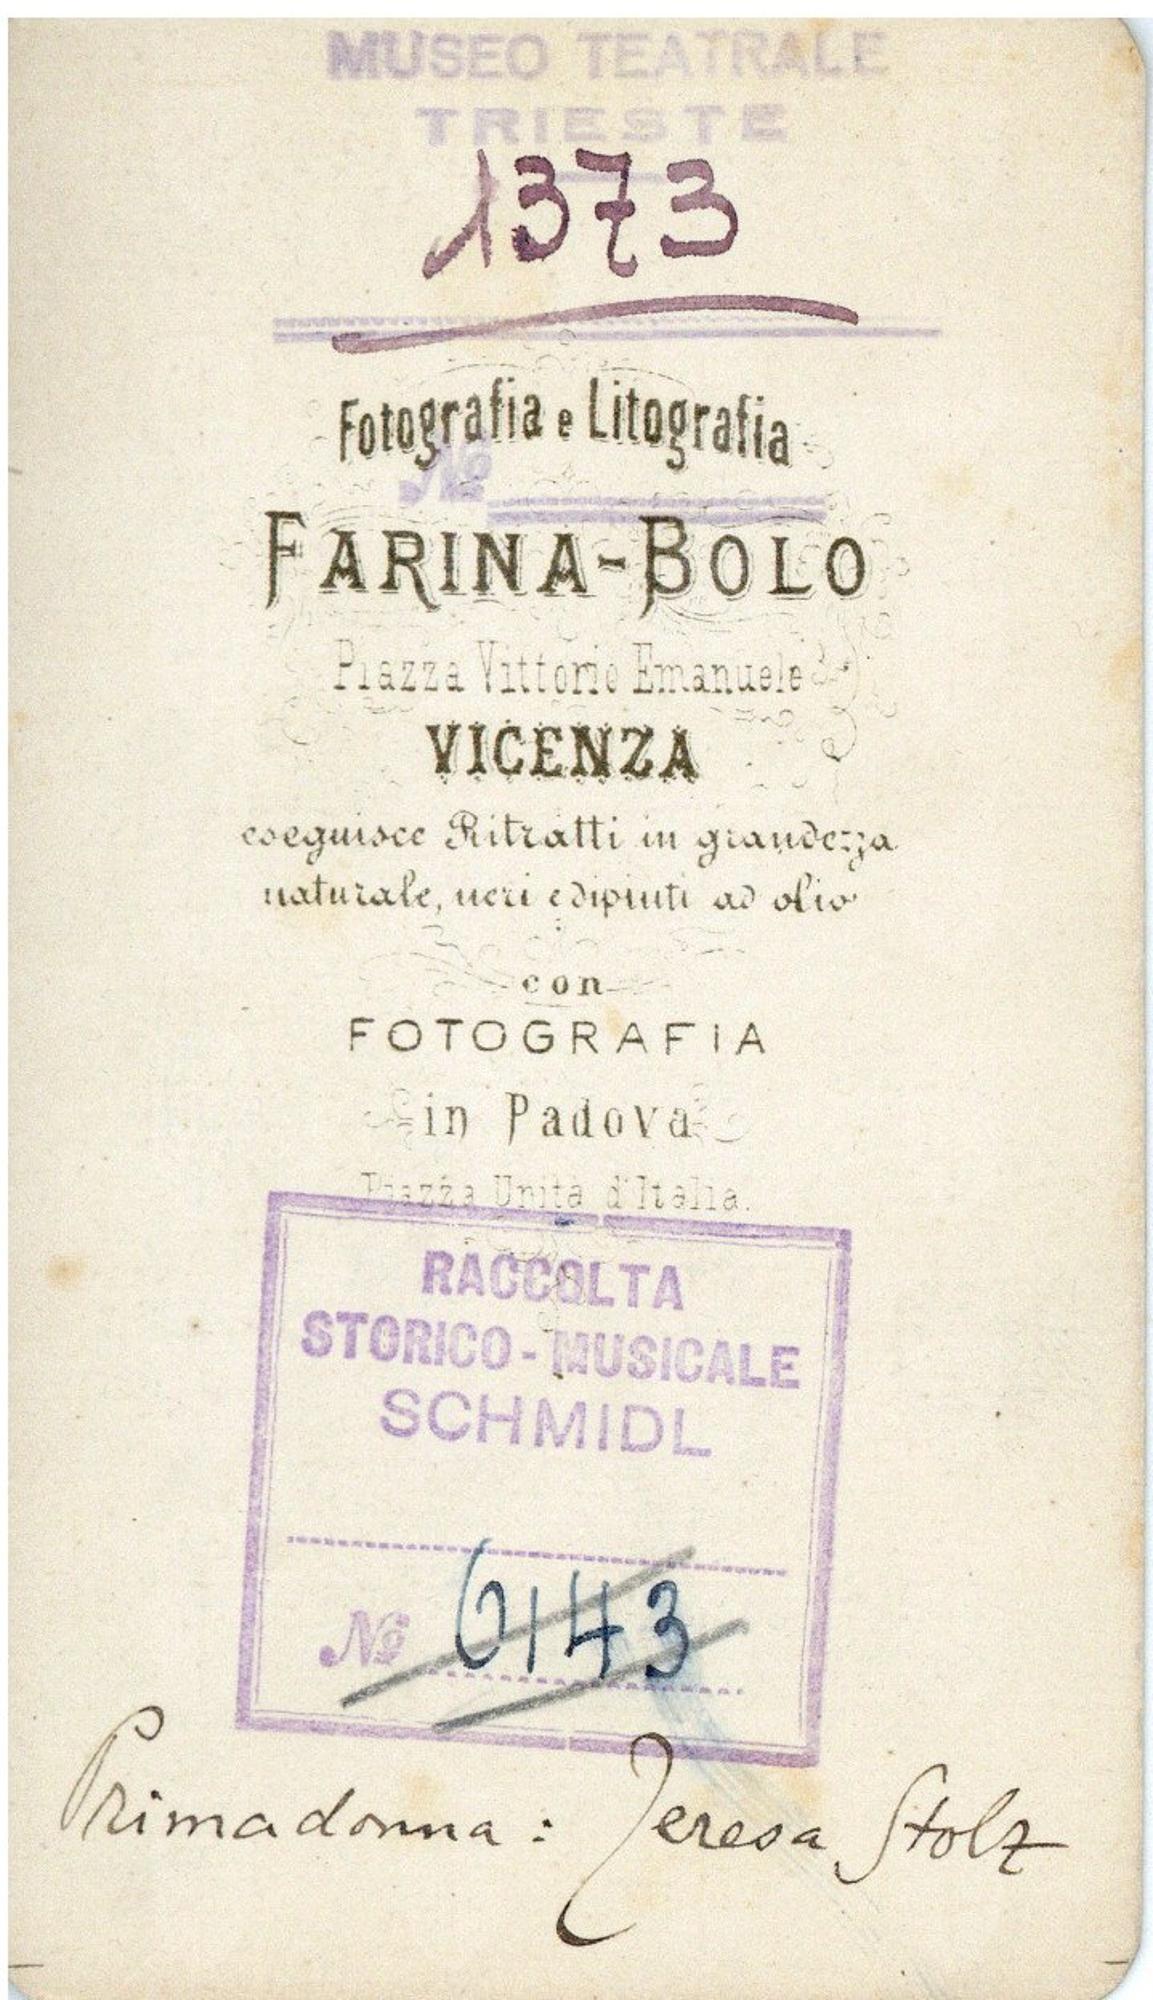 MUSEO TEATRALE
TRIESTE
1373
Fotografia e Litografia
№
FARINA-BOLO
Piazza Vittorio Emanuele
VICENZA
eseguisce Ritratti in grandezza
naturale, neri e dipinti ad olio
con
FOTOGRAFIA
in Padova
Piazza Unità d'Italia.
RACCOLTA
STORICO-MUSICALE
SCHMIDL
№ 6143
Primadonna: Teresa Stolz